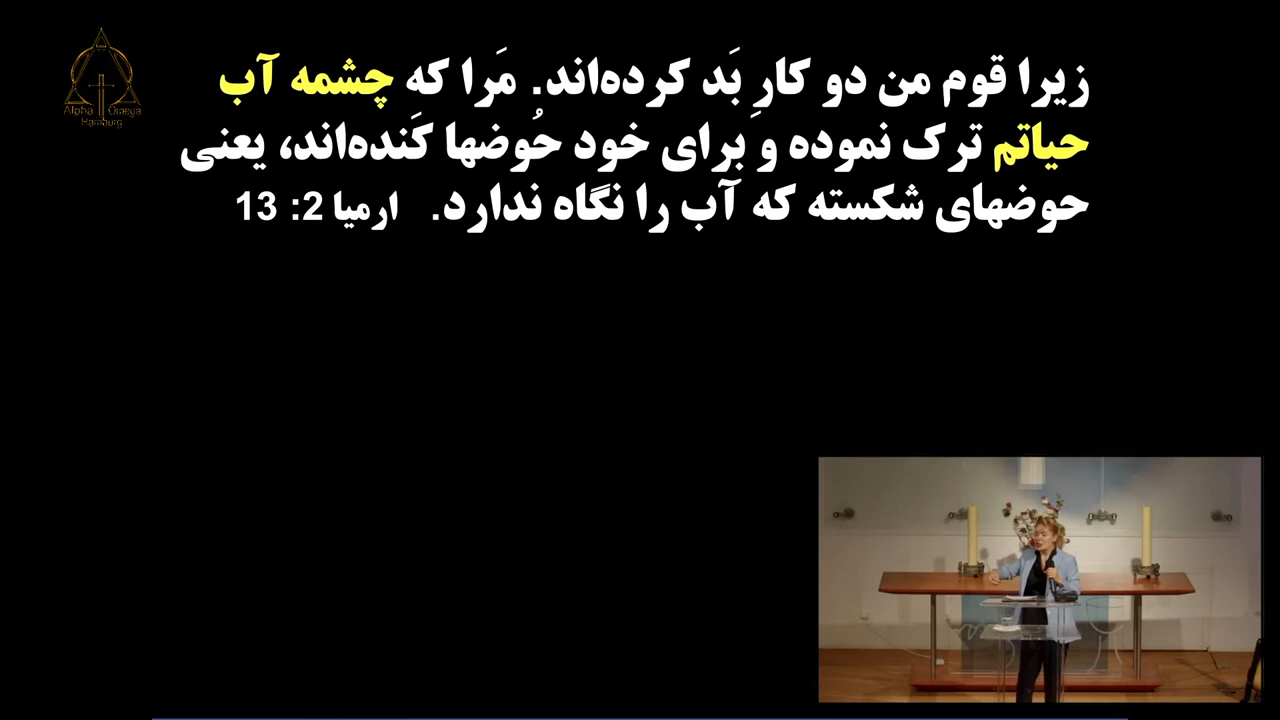 زیرا قوم من دو کارِ بَد کرده‌اند. مَرا که چشمه آب
حیاتم ترک نموده و برای خود حُوضها کَنده‌اند، یعنی
حوضهای شکسته که آب را نگاه ندارد. ارمیا 2: 13
Alpha Omega
Hamburg